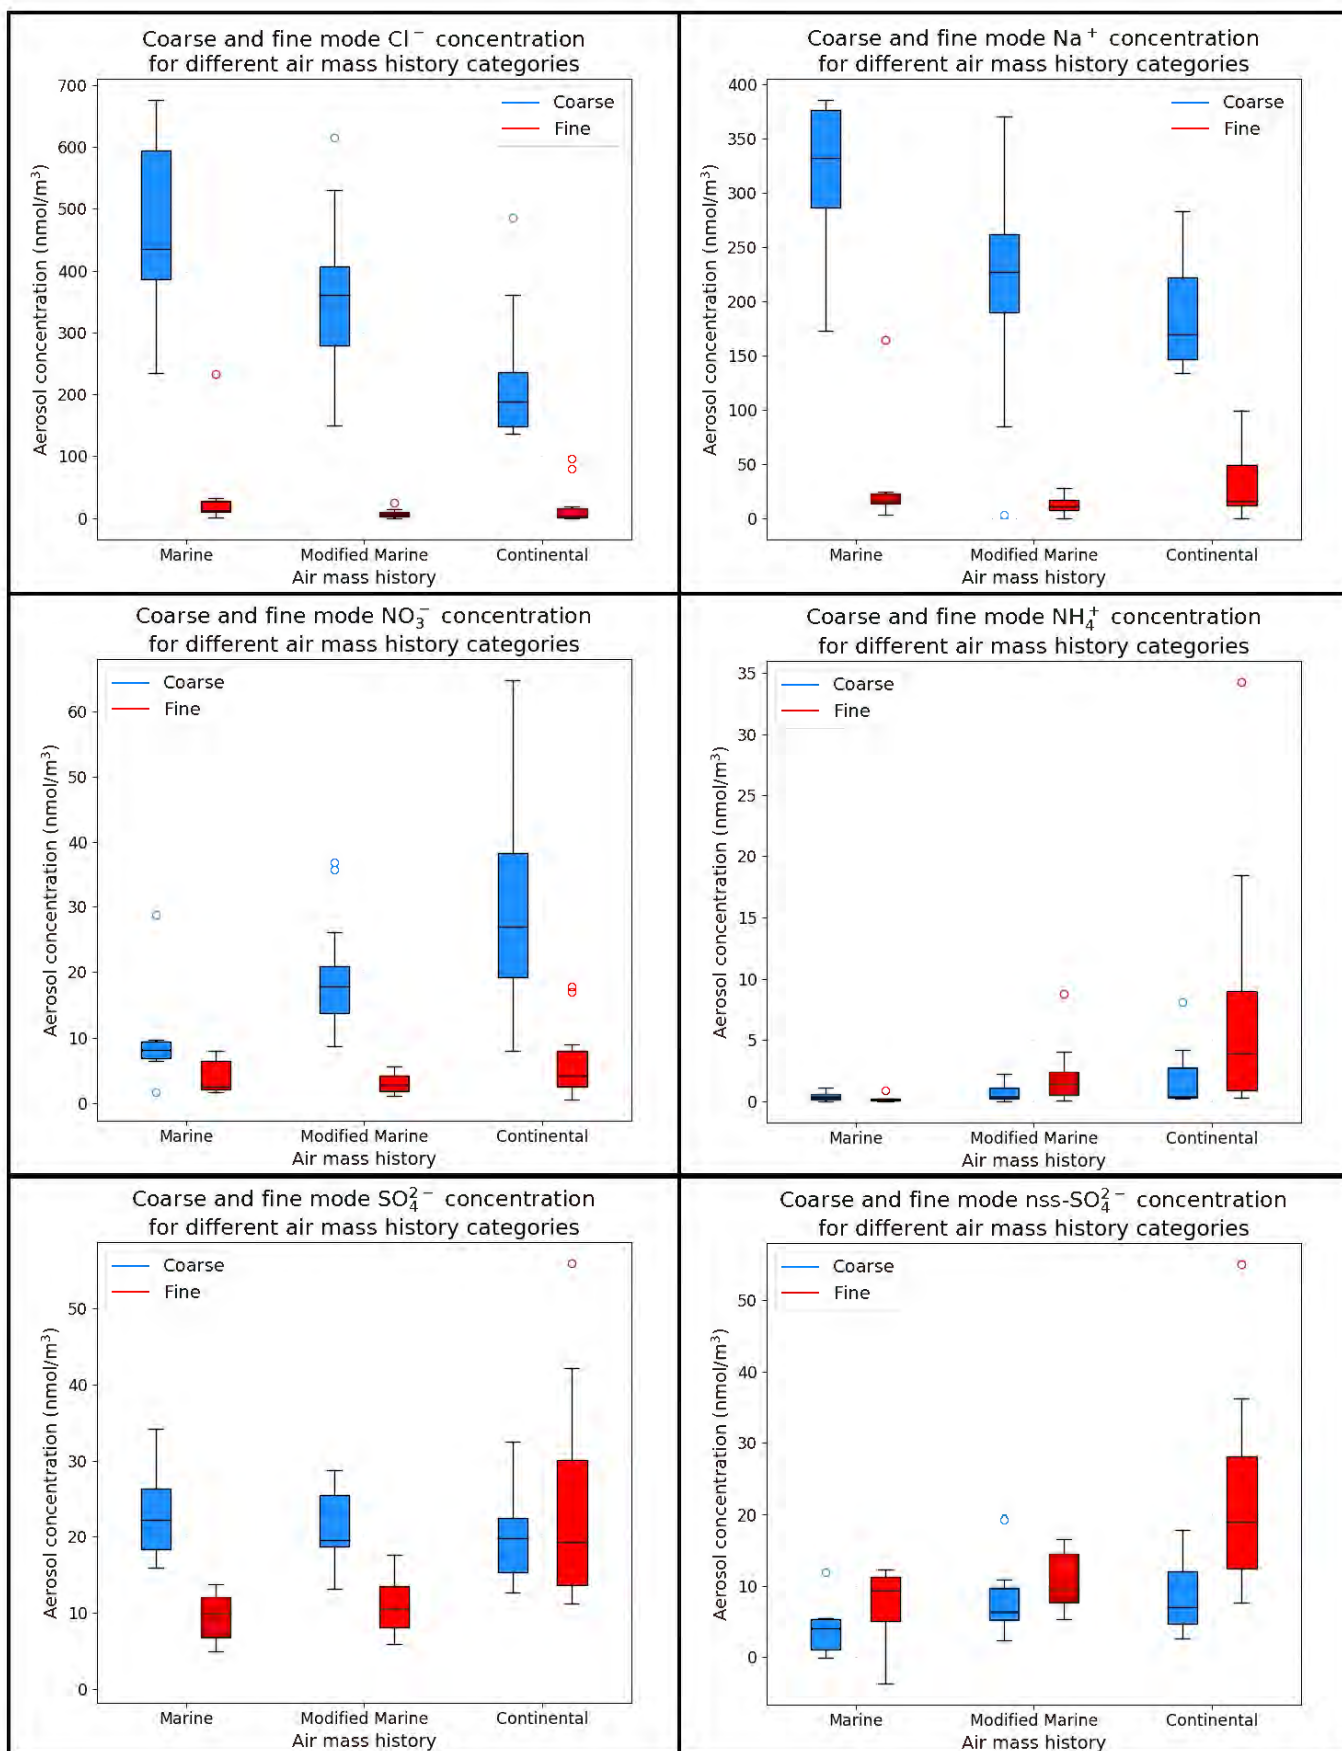 Coarse and fine mode Cl⁻ concentration
for different air mass history categories
Coarse
Fine
Aerosol concentration (nmol/m³)
700
600
500
400
300
200
100
0
Marine
Modified Marine
Continental
Air mass history
Coarse and fine mode Na⁺ concentration
for different air mass history categories
Coarse
Fine
Aerosol concentration (nmol/m³)
400
350
300
250
200
150
100
50
0
Marine
Modified Marine
Continental
Air mass history
Coarse and fine mode NO₃⁻ concentration
for different air mass history categories
Coarse
Fine
Aerosol concentration (nmol/m³)
60
50
40
30
20
10
0
Marine
Modified Marine
Continental
Air mass history
Coarse and fine mode NH₄⁺ concentration
for different air mass history categories
Coarse
Fine
Aerosol concentration (nmol/m³)
35
30
25
20
15
10
5
0
Marine
Modified Marine
Continental
Air mass history
Coarse and fine mode SO₄²⁻ concentration
for different air mass history categories
Coarse
Fine
Aerosol concentration (nmol/m³)
50
40
30
20
10
0
Marine
Modified Marine
Continental
Air mass history
Coarse and fine mode nss-SO₄²⁻ concentration
for different air mass history categories
Coarse
Fine
Aerosol concentration (nmol/m³)
50
40
30
20
10
0
Marine
Modified Marine
Continental
Air mass history